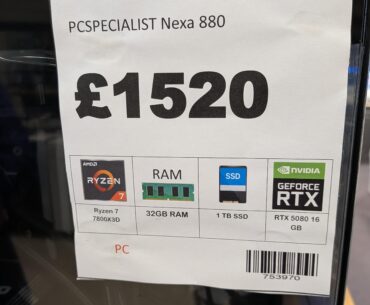 PCSPECIALIST Nexa 880
£1520
AMD
RYZEN
7
RAM
SSD
NVIDIA
GEFORCE
RTX
Ryzen 7
7800X3D
32GB RAM
1 TB SSD
RTX 5080 16
GB
PC
753970